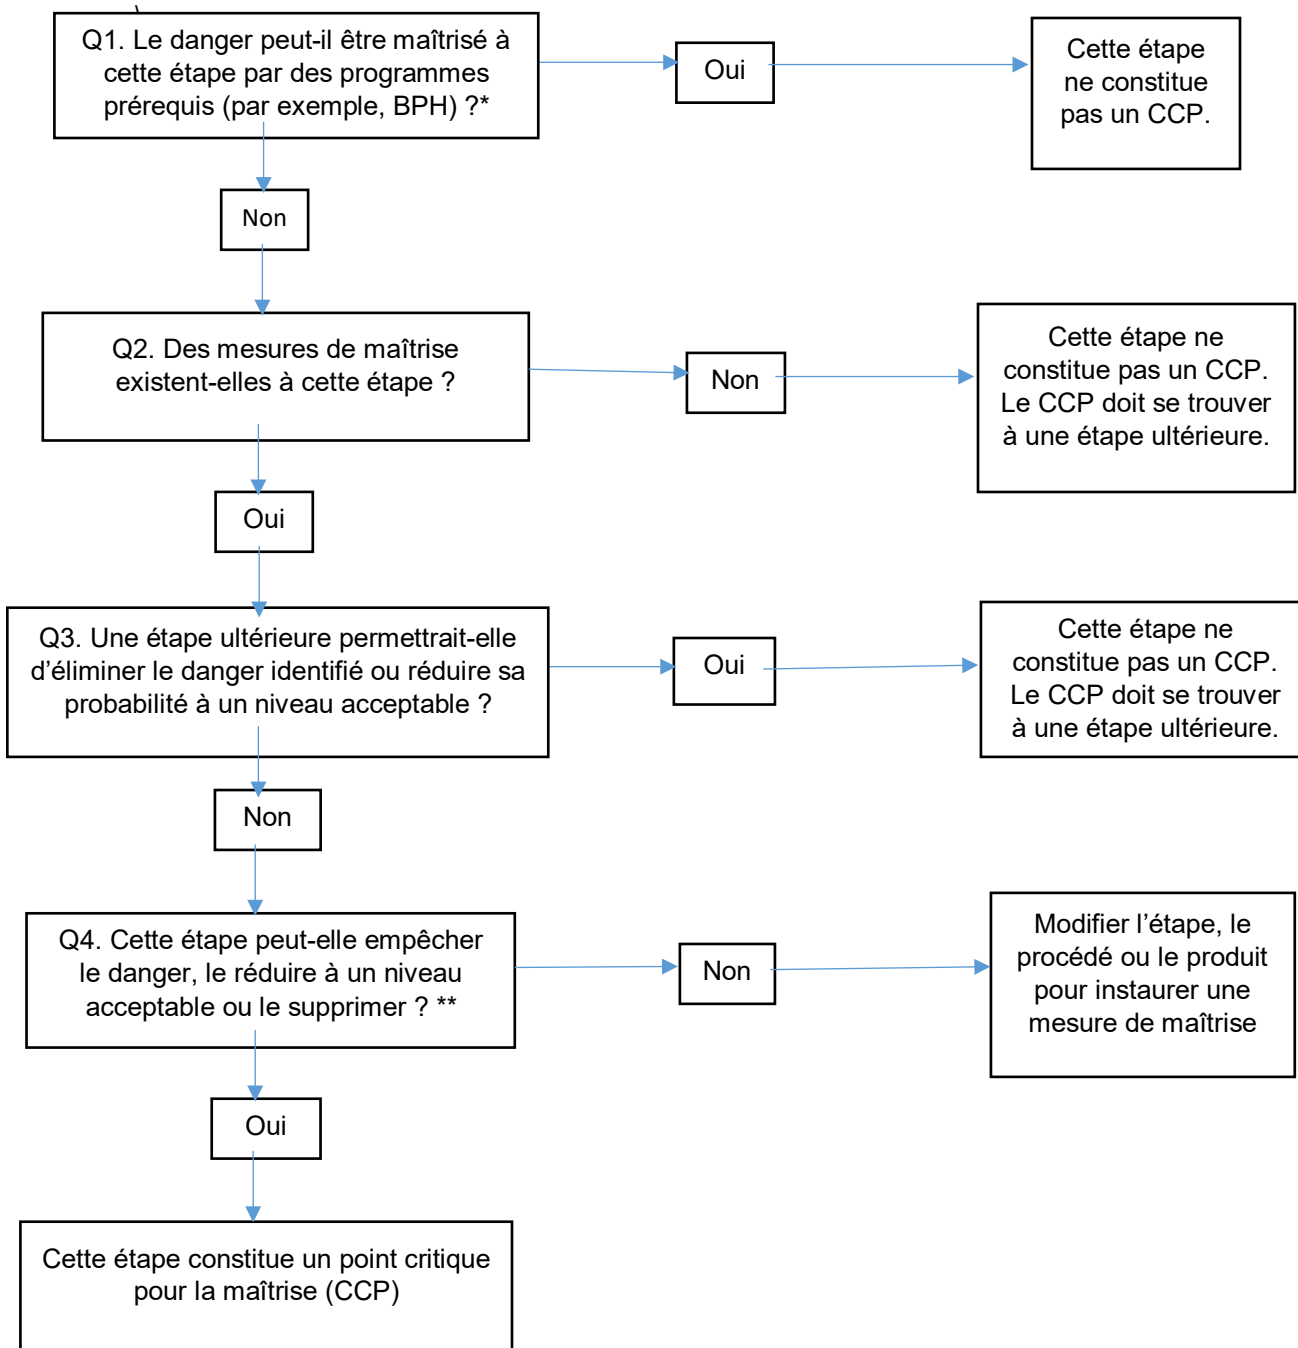 Q1. Le danger peut-il être maîtrisé à
cette étape par des programmes
prérequis (par exemple, BPH) ?*
Oui
Cette étape
ne constitue
pas un CCP.
Non
Q2. Des mesures de maîtrise
existent-elles à cette étape ?
Non
Cette étape ne
constitue pas un CCP.
Le CCP doit se trouver
à une étape ultérieure.
Oui
Q3. Une étape ultérieure permettrait-elle
d’éliminer le danger identifié ou réduire sa
probabilité à un niveau acceptable ?
Oui
Cette étape ne
constitue pas un CCP.
Le CCP doit se trouver
à une étape ultérieure.
Non
Q4. Cette étape peut-elle empêcher
le danger, le réduire à un niveau
acceptable ou le supprimer ? **
Non
Modifier l’étape, le
procédé ou le produit
pour instaurer une
mesure de maîtrise
Oui
Cette étape constitue un point critique
pour la maîtrise (CCP)